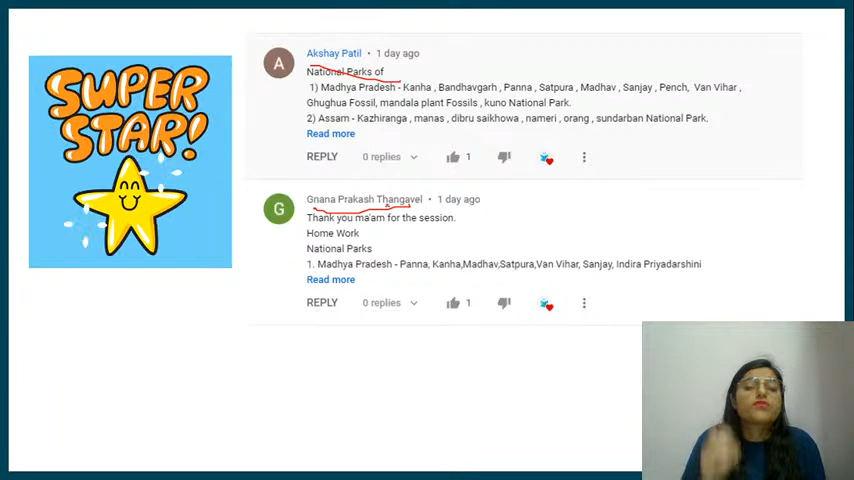 SUPER
STAR!
A
Akshay Patil • 1 day ago
National Parks of
1) Madhya Pradesh - Kanha , Bandhavgarh , Panna , Satpura , Madhav , Sanjay , Pench, Van Vihar ,
Ghughua Fossil, mandala plant Fossils , kuno National Park.
2) Assam - Kazhiranga , manas , dibru saikhowa , nameri , orang , sundarban National Park.
Read more
REPLY 0 replies 1
G
Gnana Prakash Thangavel • 1 day ago
Thank you ma'am for the session.
Home Work
National Parks
1. Madhya Pradesh - Panna, Kanha,Madhav,Satpura,Van Vihar, Sanjay, Indira Priyadarshini
Read more
REPLY 0 replies 1